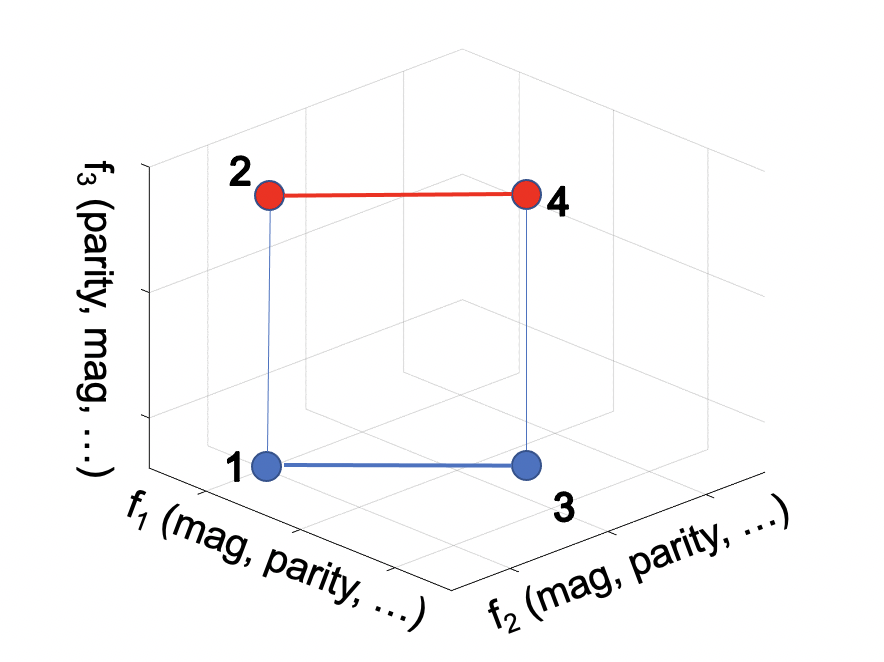 2
4
f3 (parity, mag, …)
1
3
f1 (mag, parity, …)
f2 (mag, parity, …)